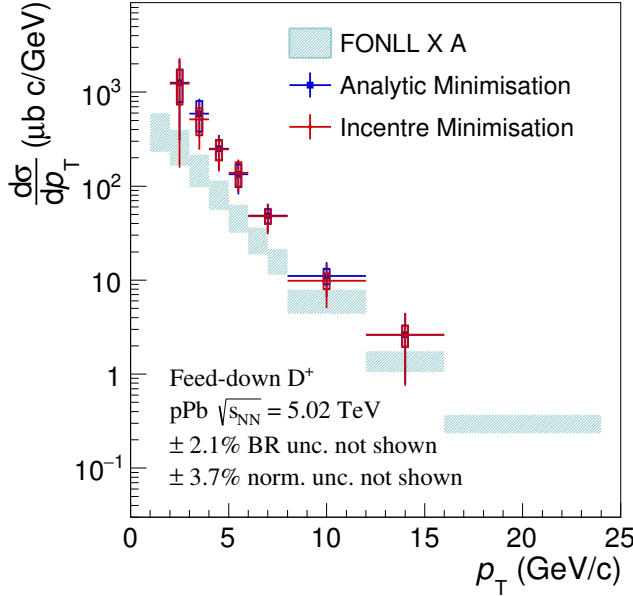 FONLL X A
Analytic Minimisation
Incentre Minimisation
dσ/dp_T (μb c/GeV)
10³
10²
10
1
10⁻¹
Feed-down D⁺
pPb √s_NN = 5.02 TeV
± 2.1% BR unc. not shown
± 3.7% norm. unc. not shown
0 5 10 15 20 25
p_T (GeV/c)